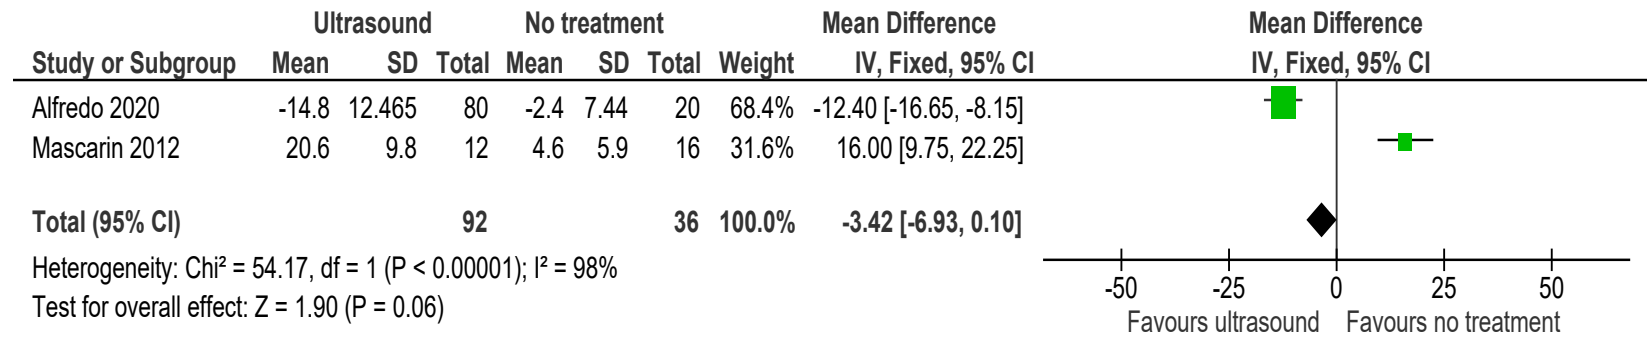 Ultrasound No treatment Mean Difference Mean Difference
Study or Subgroup Mean SD Total Mean SD Total Weight IV, Fixed, 95% CI IV, Fixed, 95% CI
Alfredo 2020 -14.8 12.465 80 -2.4 7.44 20 68.4% -12.40 [-16.65, -8.15]
Mascarin 2012 20.6 9.8 12 4.6 5.9 16 31.6% 16.00 [9.75, 22.25]
Total (95% CI) 92 36 100.0% -3.42 [-6.93, 0.10]
Heterogeneity: Chi² = 54.17, df = 1 (P < 0.00001); I² = 98%
Test for overall effect: Z = 1.90 (P = 0.06)
-50 -25 0 25 50
Favours ultrasound Favours no treatment